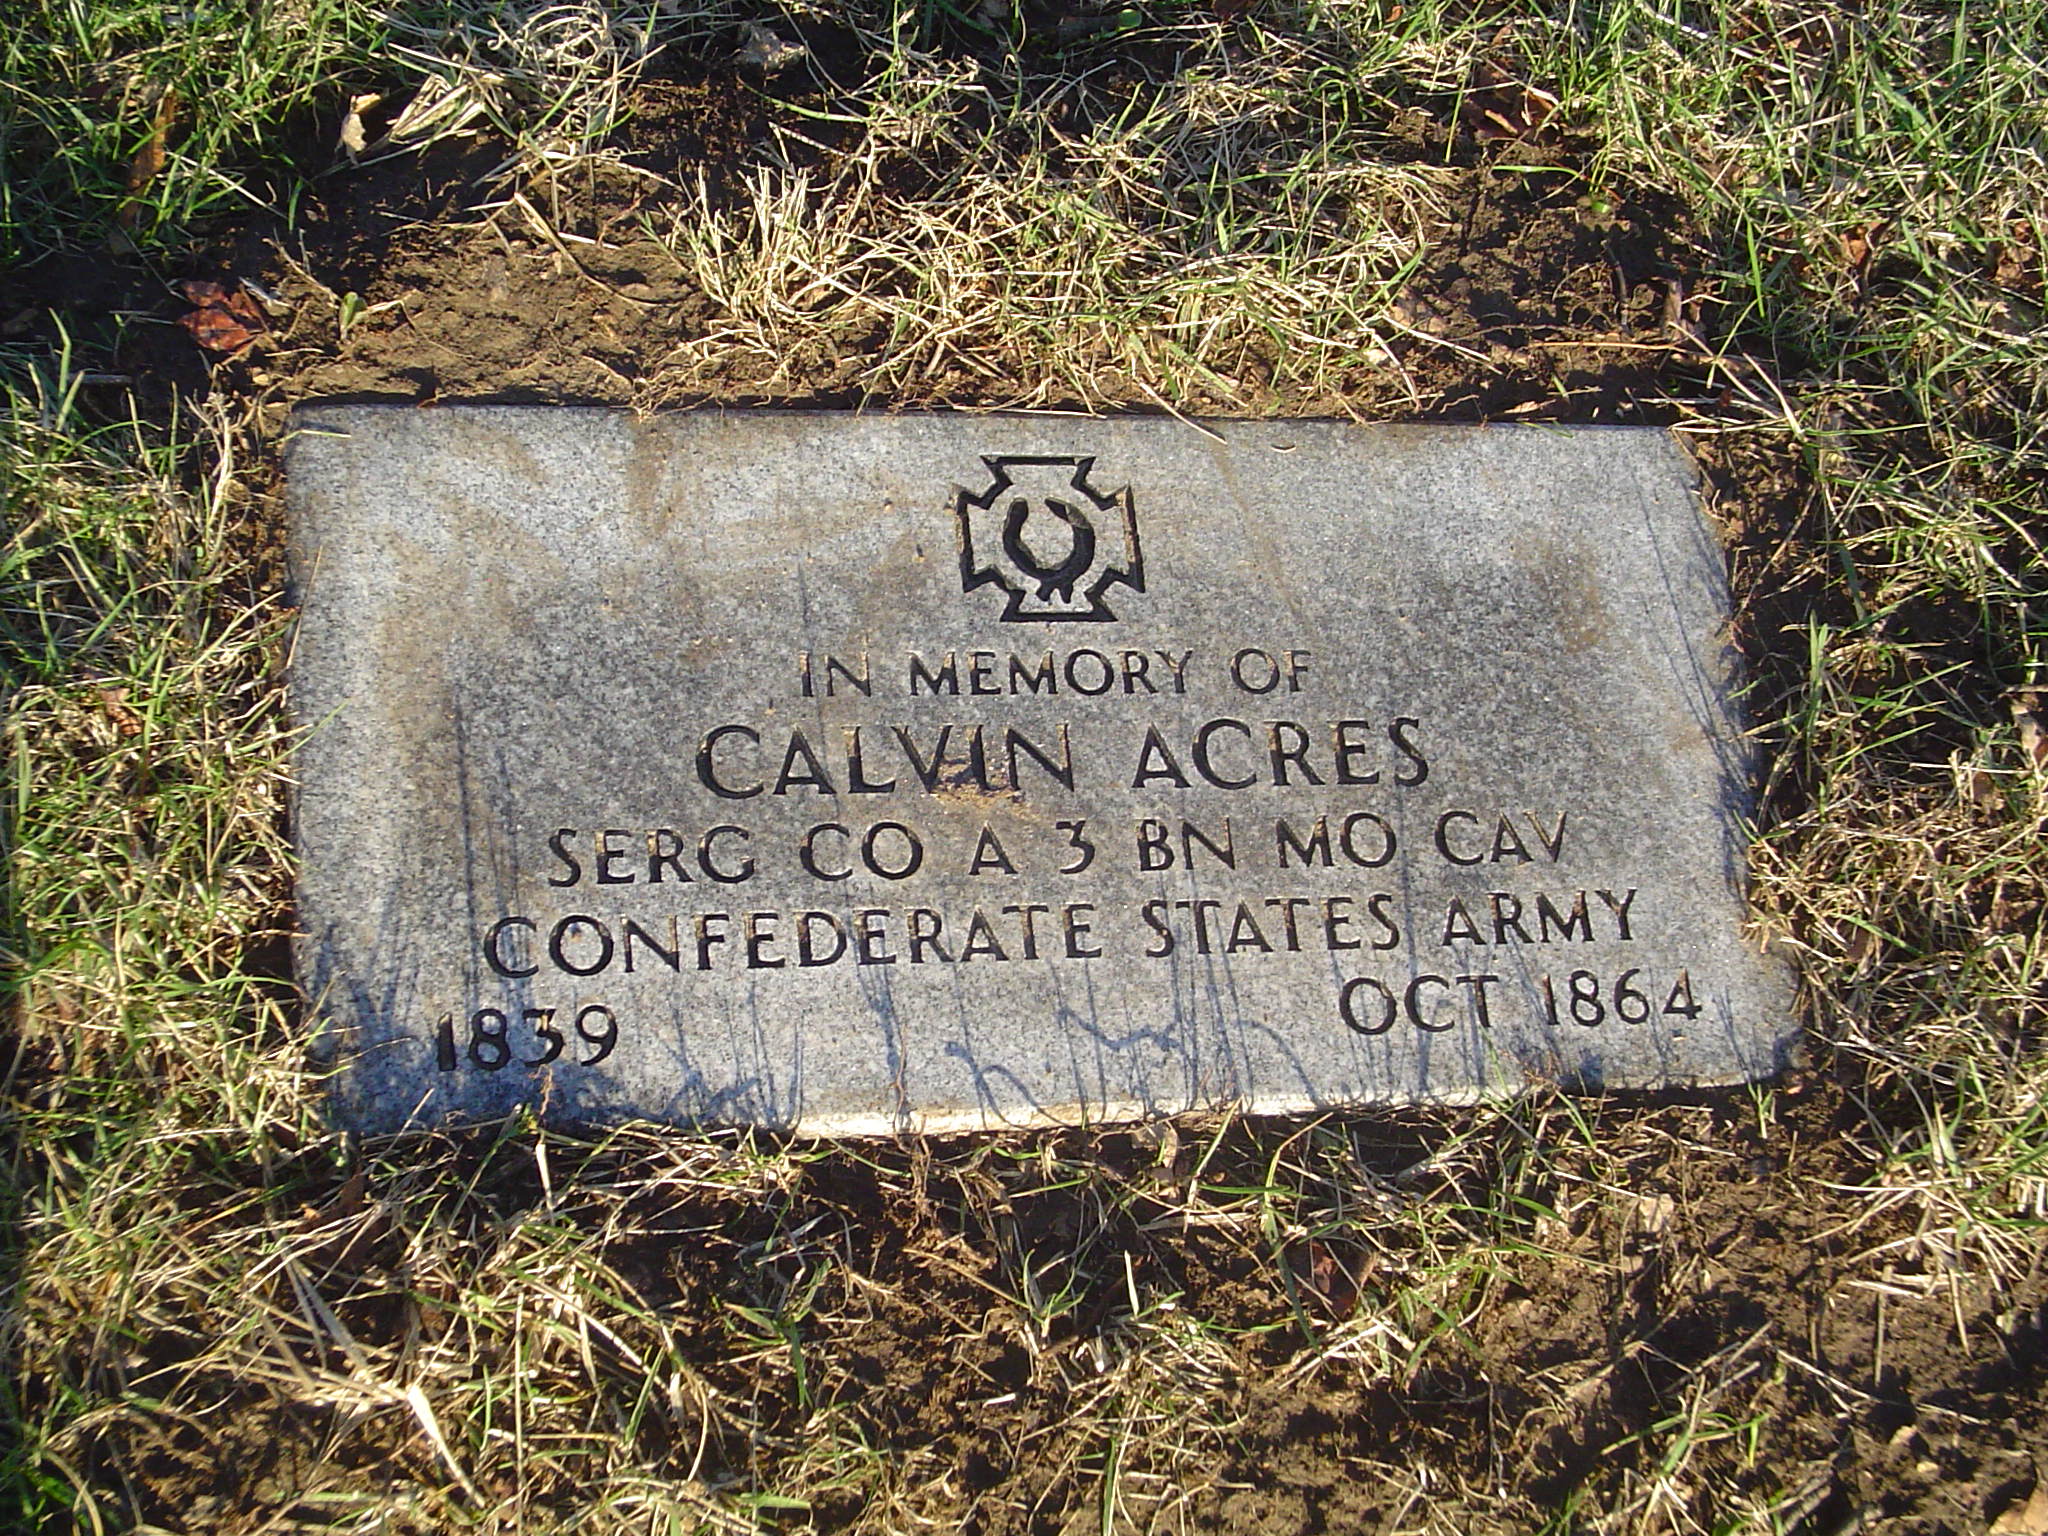 IN MEMORY OF
CALVIN ACRES
SERG CO A 3 BN MO CAV
CONFEDERATE STATES ARMY
1839 OCT 1864